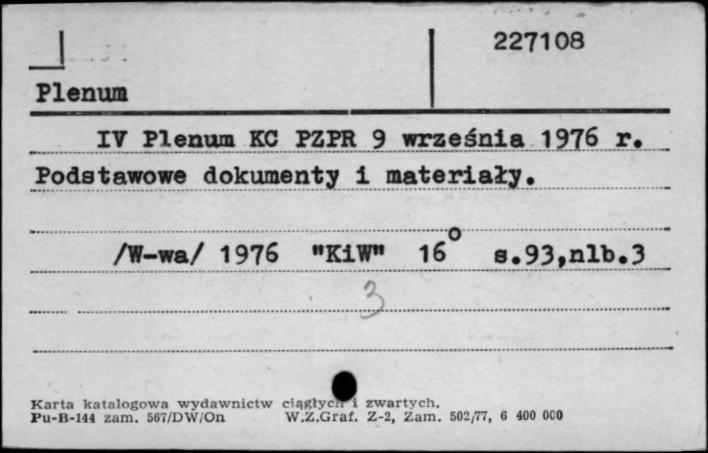 227108
Plenum
IV Plenum KC PZPR 9 września 1976 r.
Podstawowe dokumenty i materiały.
/W-wa/ 1976 "KiW" 16° s.93,nlb.3
3
Karta katalogowa wydawnictw ciągłych i zwartych.
Pu-B-144 zam. 567/DW/On W.Z.Graf. Z-2, Zam. 502/77, 6 400 000